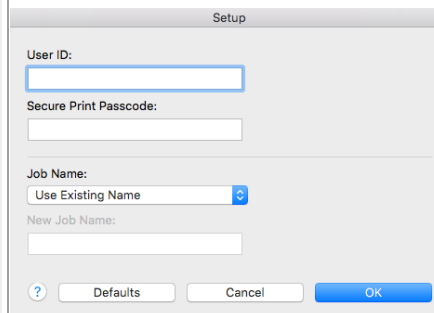 Setup
User ID:
Secure Print Passcode:
Job Name:
Use Existing Name
New Job Name:
? Defaults Cancel OK